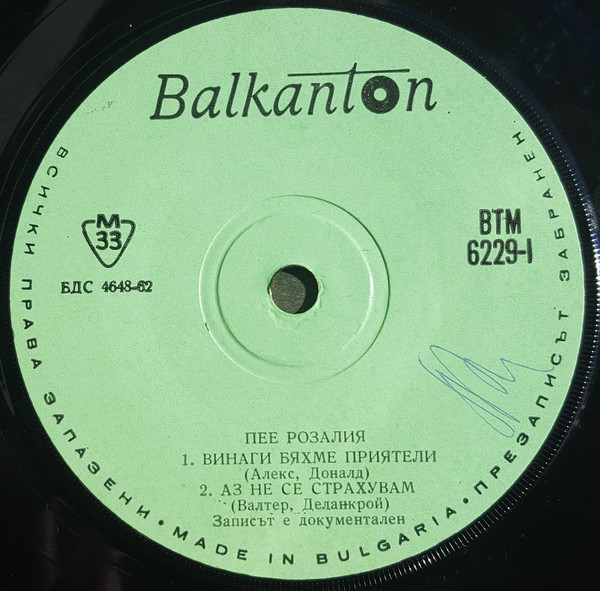 Balkanton
М
33
БДС 4648-62
ВТМ
6229-I
ПЕЕ РОЗАЛИЯ
1. ВИНАГИ БЯХМЕ ПРИЯТЕЛИ
(Алекс, Доналд)
2. АЗ НЕ СЕ СТРАХУВАМ
(Валтер, Деланкрой)
Записът е документален
ВСИЧКИ ПРАВА ЗАПАЗЕНИ • MADE IN BULGARIA • ПРЕЗАПИСЪТ ЗАБРАНЕН